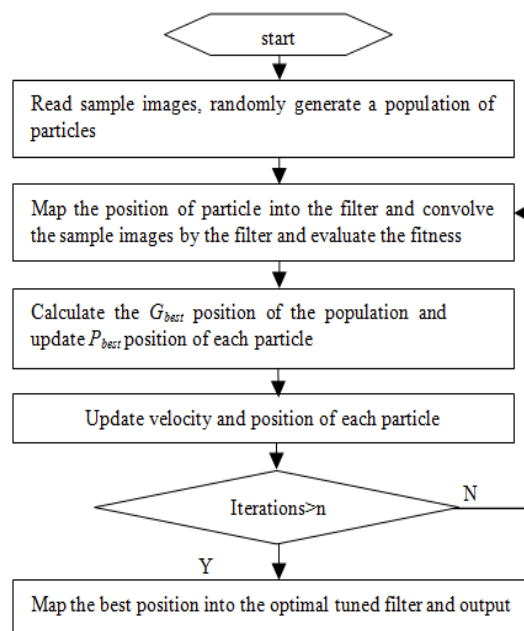 start
Read sample images, randomly generate a population of
particles
Map the position of particle into the filter and convolve
the sample images by the filter and evaluate the fitness
Calculate the Gbest position of the population and
update Pbest position of each particle
Update velocity and position of each particle
Iterations>n
N
Y
Map the best position into the optimal tuned filter and output